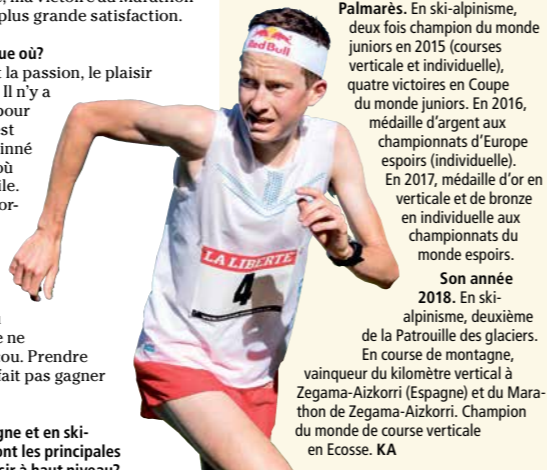 , ma victoire au Marathon
plus grande satisfaction.
que où?
t la passion, le plaisir
Il n'y a
pour
est
inné
où
ile.
or-
e ne
ou. Prendre
fait pas gagner
gne et en ski-
ont les principales
sir à haut niveau?
Red Bull
LA LIBERTÉ
4
Palmarès. En ski-alpinisme,
deux fois champion du monde
juniors en 2015 (courses
verticale et individuelle),
quatre victoires en Coupe
du monde juniors. En 2016,
médaille d'argent aux
championnats d'Europe
espoirs (individuelle).
En 2017, médaille d'or en
verticale et de bronze
en individuelle aux
championnats du
monde espoirs.
Son année
2018. En ski-
alpinisme, deuxième
de la Patrouille des glaciers.
En course de montagne,
vainqueur du kilomètre vertical à
Zegama-Aizkorri (Espagne) et du Mara-
thon de Zegama-Aizkorri. Champion
du monde de course verticale
en Ecosse. KA